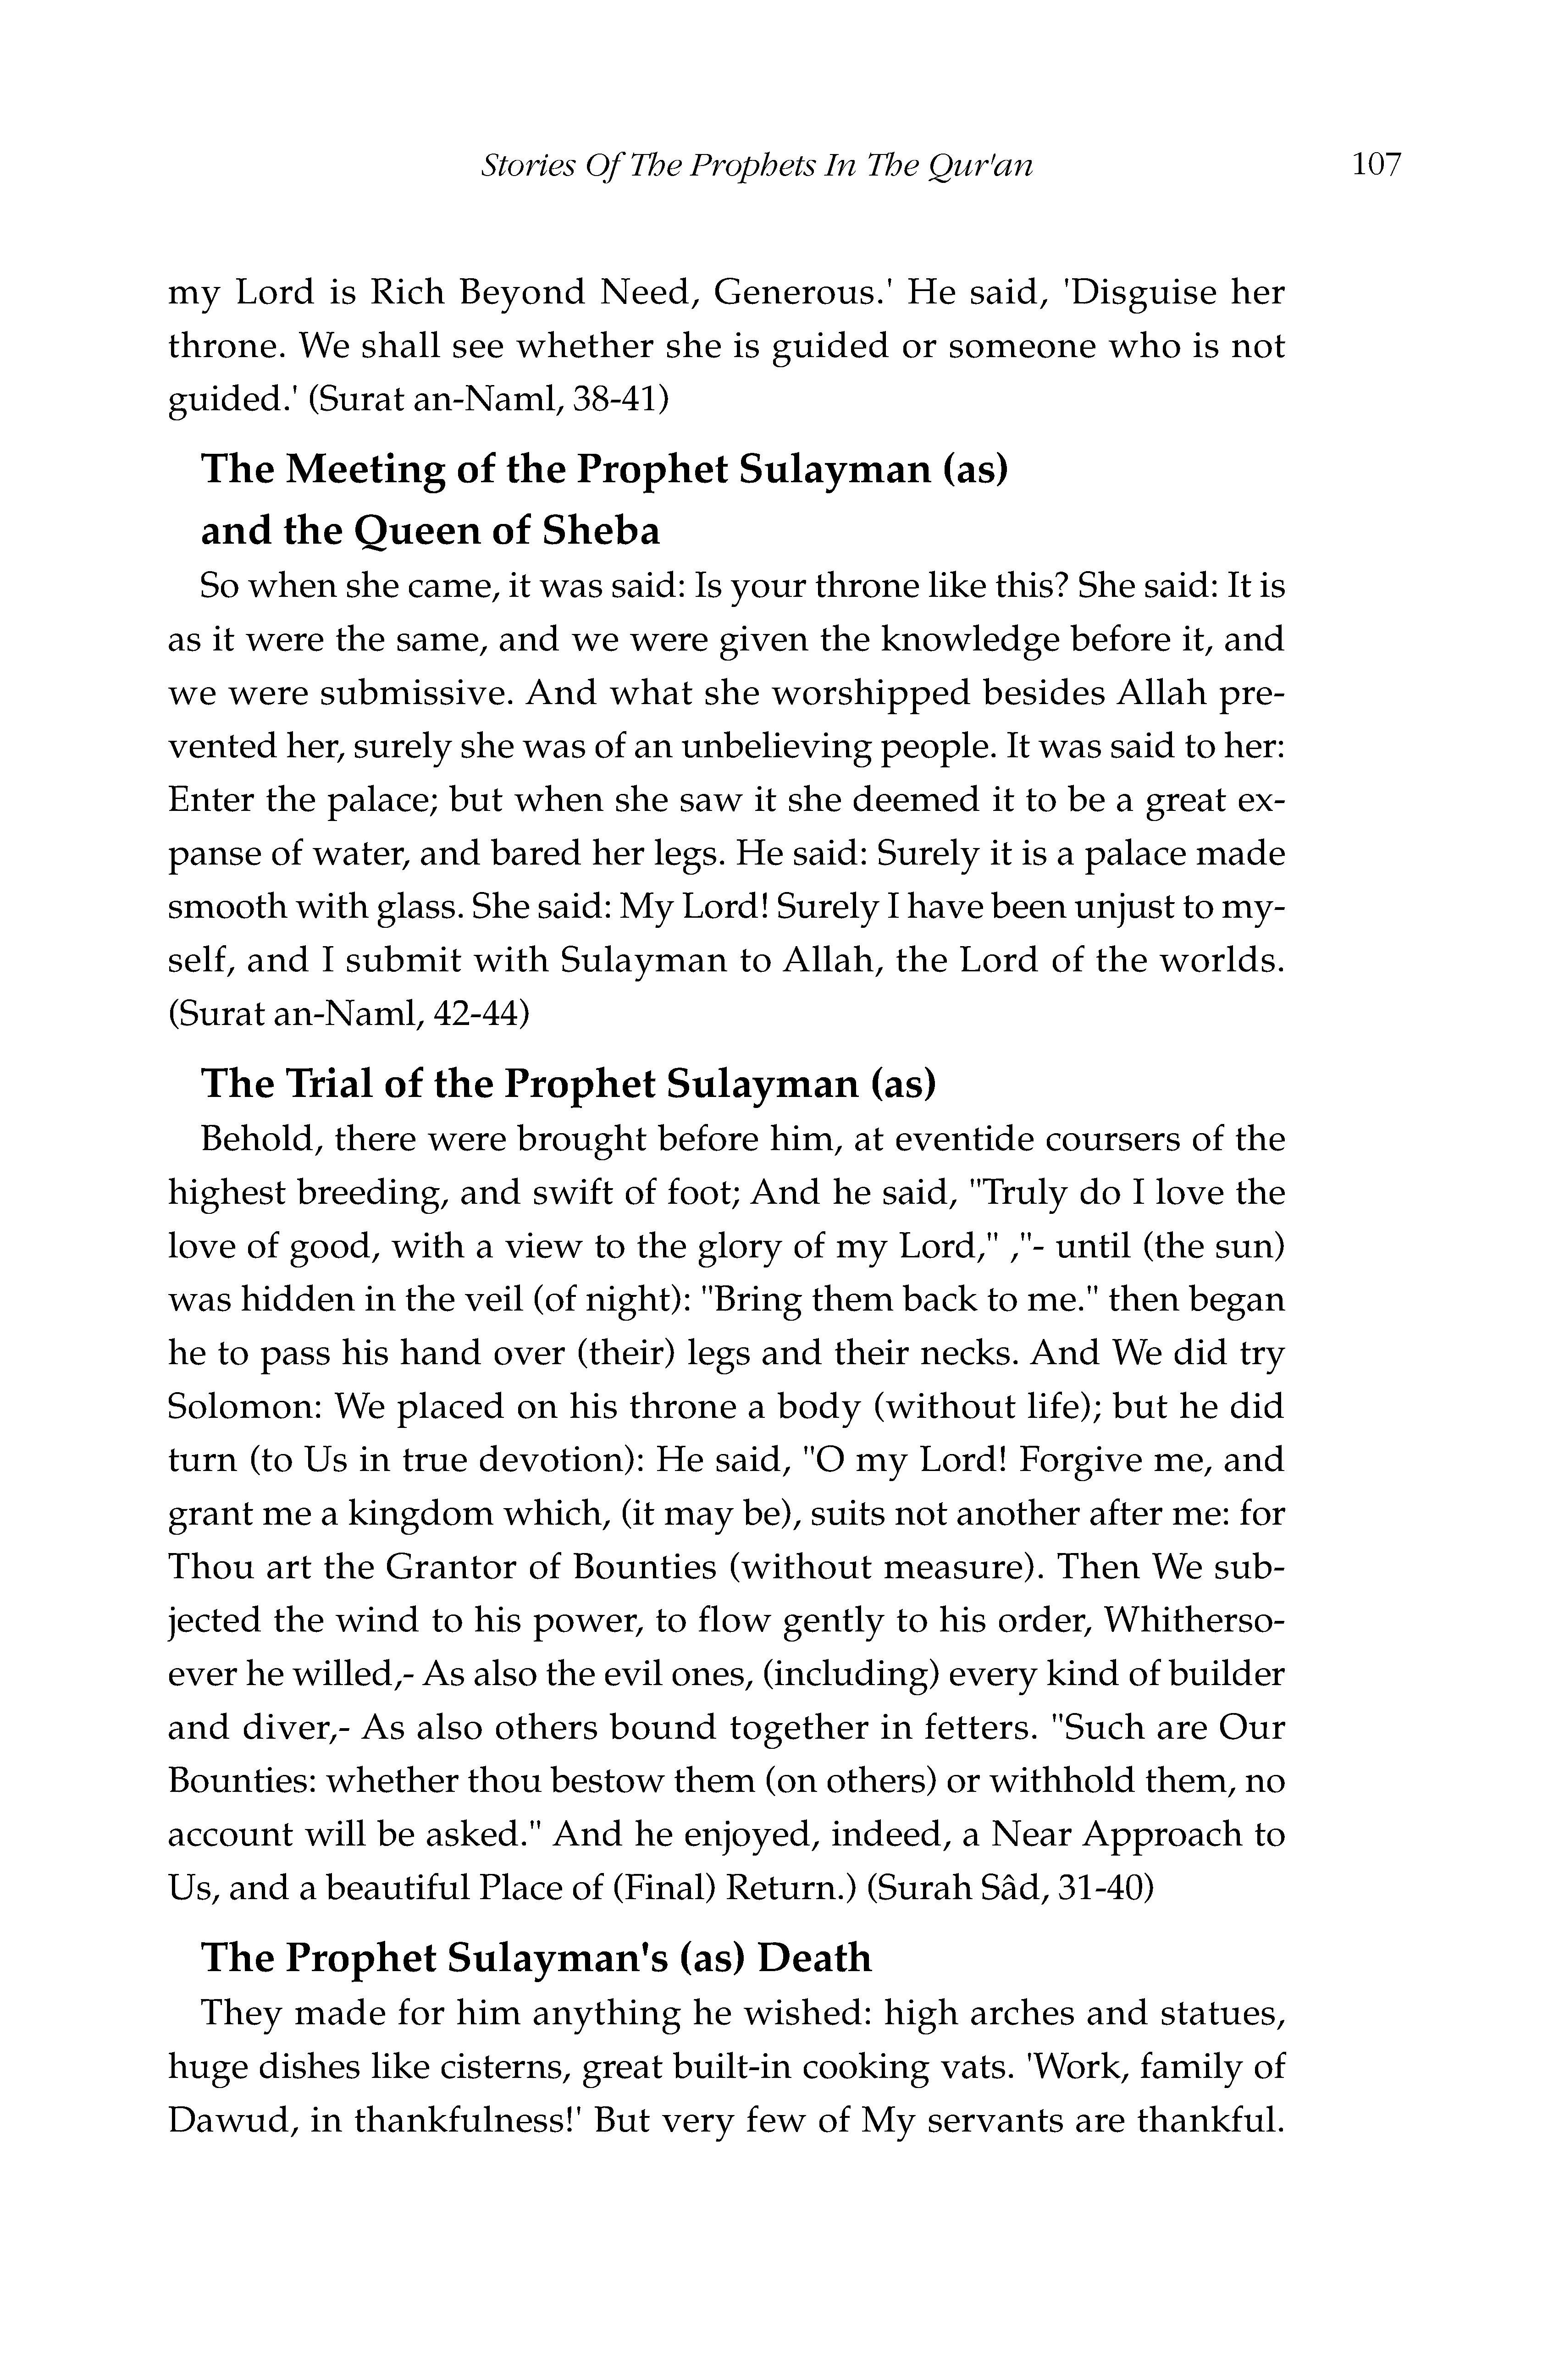 Stories Of The Prophets In The Qur'an 107
my Lord is Rich Beyond Need, Generous.' He said, 'Disguise her
throne. We shall see whether she is guided or someone who is not
guided.' (Surat an-Naml, 38-41)
The Meeting of the Prophet Sulayman (as)
and the Queen of Sheba
So when she came, it was said: Is your throne like this? She said: It is
as it were the same, and we were given the knowledge before it, and
we were submissive. And what she worshipped besides Allah pre-
vented her, surely she was of an unbelieving people. It was said to her:
Enter the palace; but when she saw it she deemed it to be a great ex-
panse of water, and bared her legs. He said: Surely it is a palace made
smooth with glass. She said: My Lord! Surely I have been unjust to my-
self, and I submit with Sulayman to Allah, the Lord of the worlds.
(Surat an-Naml, 42-44)
The Trial of the Prophet Sulayman (as)
Behold, there were brought before him, at eventide coursers of the
highest breeding, and swift of foot; And he said, "Truly do I love the
love of good, with a view to the glory of my Lord," ,"- until (the sun)
was hidden in the veil (of night): "Bring them back to me." then began
he to pass his hand over (their) legs and their necks. And We did try
Solomon: We placed on his throne a body (without life); but he did
turn (to Us in true devotion): He said, "O my Lord! Forgive me, and
grant me a kingdom which, (it may be), suits not another after me: for
Thou art the Grantor of Bounties (without measure). Then We sub-
jected the wind to his power, to flow gently to his order, Whitherso-
ever he willed,- As also the evil ones, (including) every kind of builder
and diver,- As also others bound together in fetters. "Such are Our
Bounties: whether thou bestow them (on others) or withhold them, no
account will be asked." And he enjoyed, indeed, a Near Approach to
Us, and a beautiful Place of (Final) Return.) (Surah Sâd, 31-40)
The Prophet Sulayman's (as) Death
They made for him anything he wished: high arches and statues,
huge dishes like cisterns, great built-in cooking vats. 'Work, family of
Dawud, in thankfulness!' But very few of My servants are thankful.